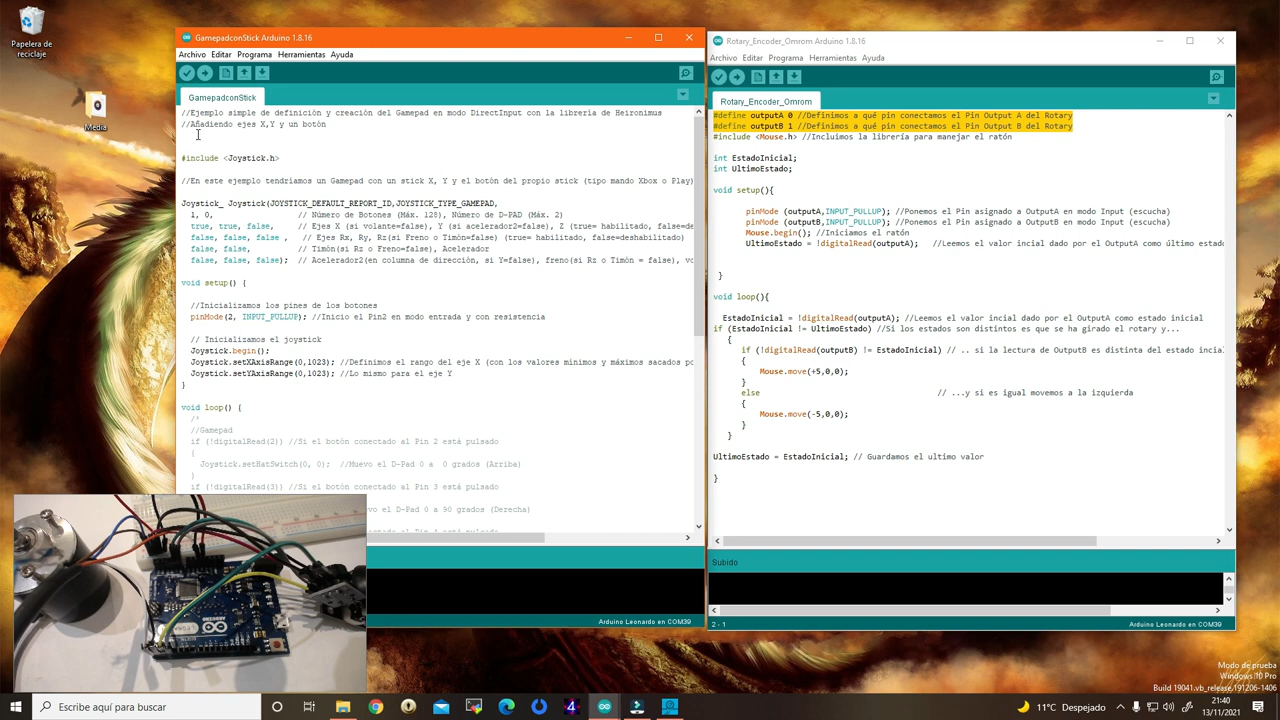 Papelera de
reciclaje
Media
GamepadconStick Arduino 1.8.16
Archivo Editar Programa Herramientas Ayuda
GamepadconStick
//Ejemplo simple de definición y creación del Gamepad en modo DirectInput con la librería de Heironimus
//Añadiendo ejes X,Y y un botón
#include <Joystick.h>
//En este ejemplo tendríamos un Gamepad con un stick X, Y y el botón del propio stick (tipo mando Xbox o Play)
Joystick_ Joystick(JOYSTICK_DEFAULT_REPORT_ID,JOYSTICK_TYPE_GAMEPAD,
1, 0, // Número de Botones (Máx. 128), Número de D-PAD (Máx. 2)
true, true, false, // Ejes X (si volante=false), Y (si acelerador2=false), Z (true= habilitado, false=de
false, false, false , // Ejes Rx, Ry, Rz(si Freno o Timón=false) (true= habilitado, false=deshabilitado)
false, false, // Timón(si Rz o Freno=false), Acelerador
false, false, false); // Acelerador2(en columna de dirección, si Y=false), freno(si Rz o Timón = false), vo
void setup() {
//Inicializamos los pines de los botones
pinMode(2, INPUT_PULLUP); //Inicio el Pin2 en modo entrada y con resistencia
// Inicializamos el joystick
Joystick.begin();
Joystick.setXAxisRange(0,1023); //Definimos el rango del eje X (con los valores mínimos y máximos sacados po
Joystick.setYAxisRange(0,1023); //Lo mismo para el eje Y
}
void loop() {
/*
//Gamepad
if (!digitalRead(2)) //Si el botón conectado al Pin 2 está pulsado
{
Joystick.setHatSwitch(0, 0); //Muevo el D-Pad 0 a 0 grados (Arriba)
}
if (!digitalRead(3)) //Si el botón conectado al Pin 3 está pulsado
vo el D-Pad 0 a 90 grados (Derecha)
Arduino Leonardo en COM39
Rotary_Encoder_Omrom Arduino 1.8.16
Archivo Editar Programa Herramientas Ayuda
Rotary_Encoder_Omrom
#define outputA 0 //Definimos a qué pin conectamos el Pin Output A del Rotary
#define outputB 1 //Definimos a qué pin conectamos el Pin Output B del Rotary
#include <Mouse.h> //Incluimos la librería para manejar el ratón
int EstadoInicial;
int UltimoEstado;
void setup(){
pinMode (outputA,INPUT_PULLUP); //Ponemos el Pin asignado a OutputA en modo Input (escucha)
pinMode (outputB,INPUT_PULLUP); //Ponemos el Pin asignado a OutputB en modo Input (escucha)
Mouse.begin(); //Iniciamos el ratón
UltimoEstado = !digitalRead(outputA); //Leemos el valor incial dado por el OutputA como último estado
}
void loop(){
EstadoInicial = !digitalRead(outputA); //Leemos el valor incial dado por el OutputA como estado inicial
if (EstadoInicial != UltimoEstado) //Si los estados son distintos es que se ha girado el rotary y...
{
if (!digitalRead(outputB) != EstadoInicial) // .. si la lectura de OutputB es distinta del estado incial
{
Mouse.move(+5,0,0);
}
else // ...y si es igual movemos a la izquierda
{
Mouse.move(-5,0,0);
}
}
UltimoEstado = EstadoInicial; // Guardamos el ultimo valor
}
Subido
2 - 1
Arduino Leonardo en COM39
Modo de prueba
Windows 10 Pro
Build 19041.vb_release.191206-1406
Escribe aquí para buscar
11°C Despejado
21:40
13/11/2021